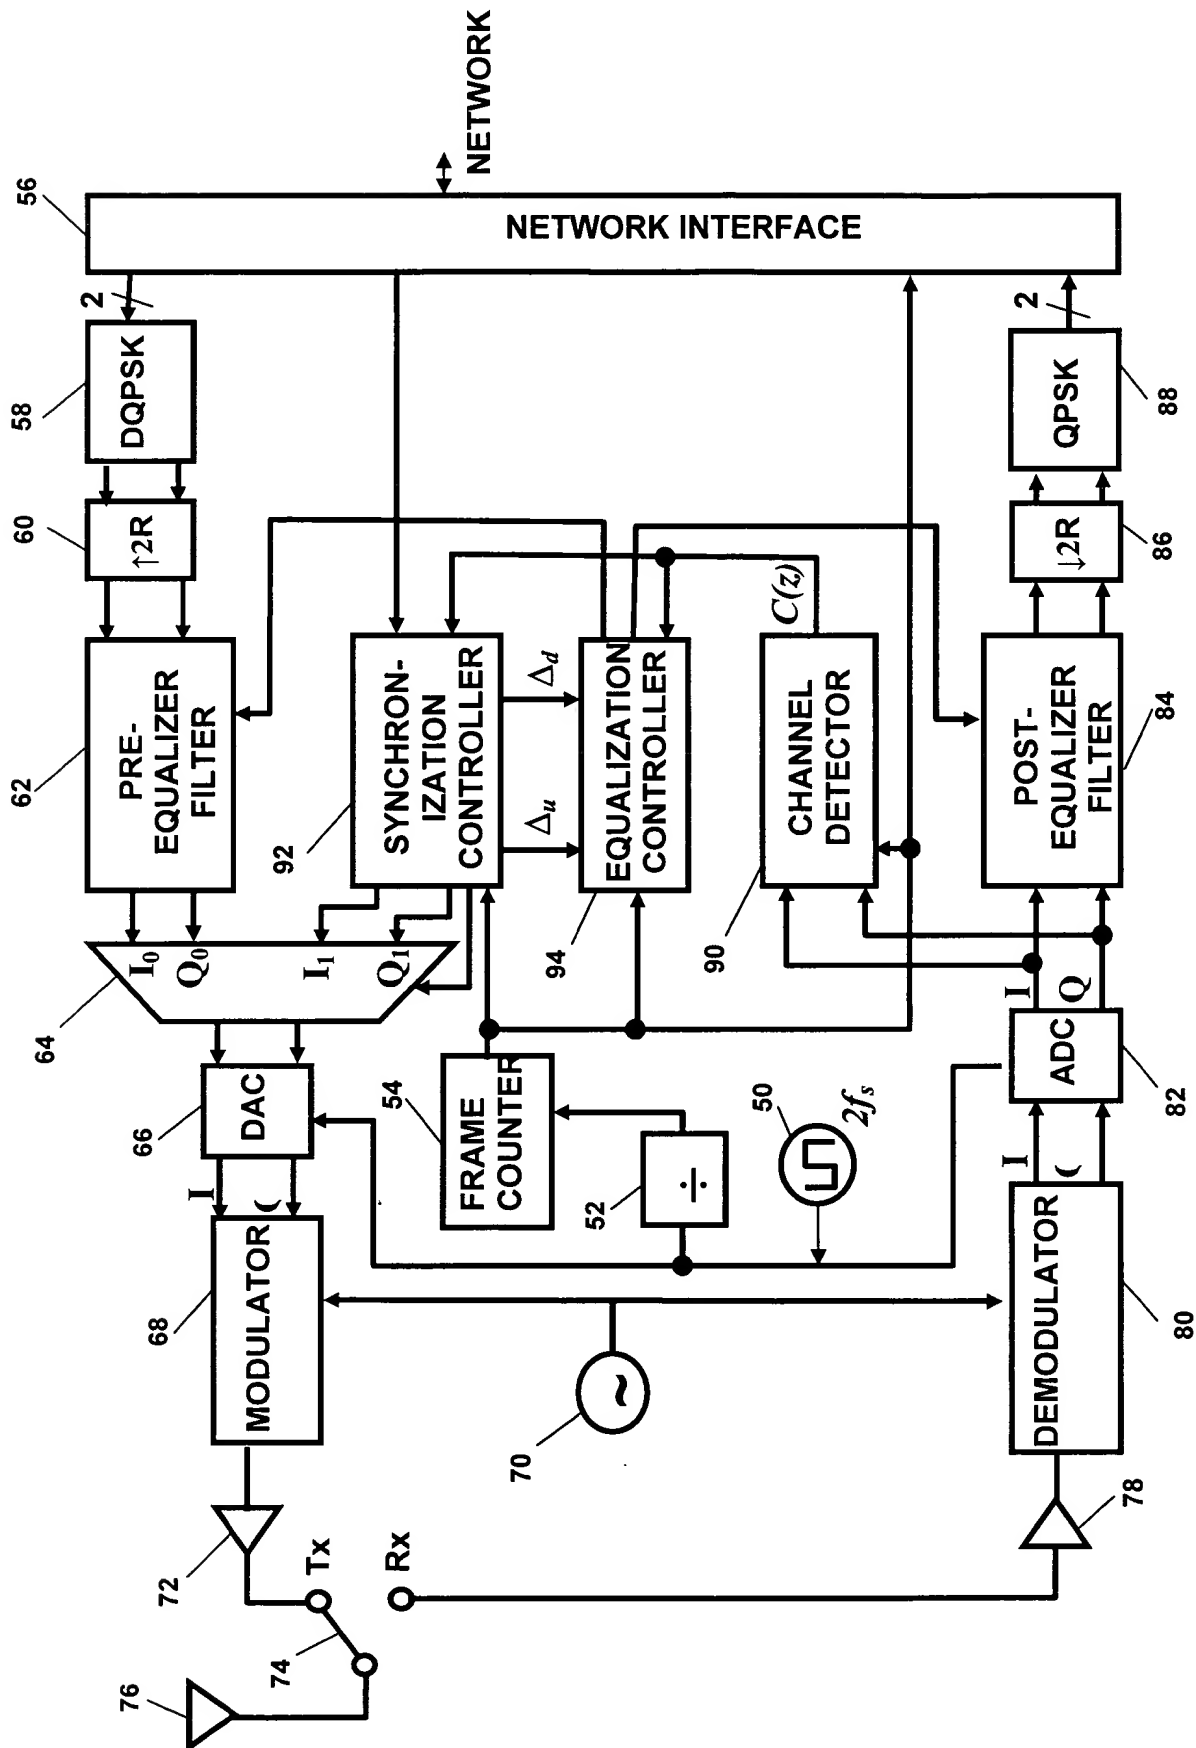 NETWORK
56
NETWORK INTERFACE
2
58
DQPSK
60
↑2R
62
PRE-
EQUALIZER
FILTER
I0
Q0
I1
Q1
64
66
DAC
I
(
68
MODULATOR
72
Tx
74
76
92
SYNCHRON-
IZATION
CONTROLLER
Δu
Δd
94
EQUALIZATION
CONTROLLER
C(z)
90
CHANNEL
DETECTOR
54
FRAME
COUNTER
52
÷
50
2fs
70
~
2
88
QPSK
86
↓2R
84
POST-
EQUALIZER
FILTER
I
Q
82
ADC
I
(
80
DEMODULATOR
78
Rx